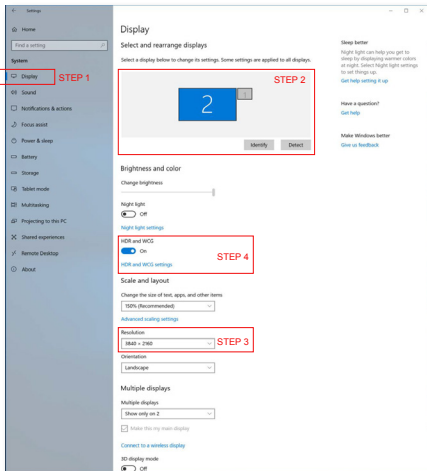 Settings
Home
Find a setting
System
Display
STEP 1
Sound
Notifications & actions
Focus assist
Power & sleep
Battery
Storage
Tablet mode
Multitasking
Projecting to this PC
Shared experiences
Remote Desktop
About
Display
Select and rearrange displays
Select a display below to change its settings. Some settings are applied to all displays.
STEP 2
2
1
Identify
Detect
Brightness and color
Change brightness
Night light
Off
Night light settings
HDR and WCG
On
STEP 4
HDR and WCG settings
Scale and layout
Change the size of text, apps, and other items
150% (Recommended)
Advanced scaling settings
Resolution
3840 × 2160
STEP 3
Orientation
Landscape
Multiple displays
Multiple displays
Show only on 2
Make this my main display
Connect to a wireless display
3D display mode
Off
Sleep better
Night light can help you get to
sleep by displaying warmer colors
at night. Select Night light settings
to set things up.
Get help setting it up
Have a question?
Get help
Make Windows better
Give us feedback